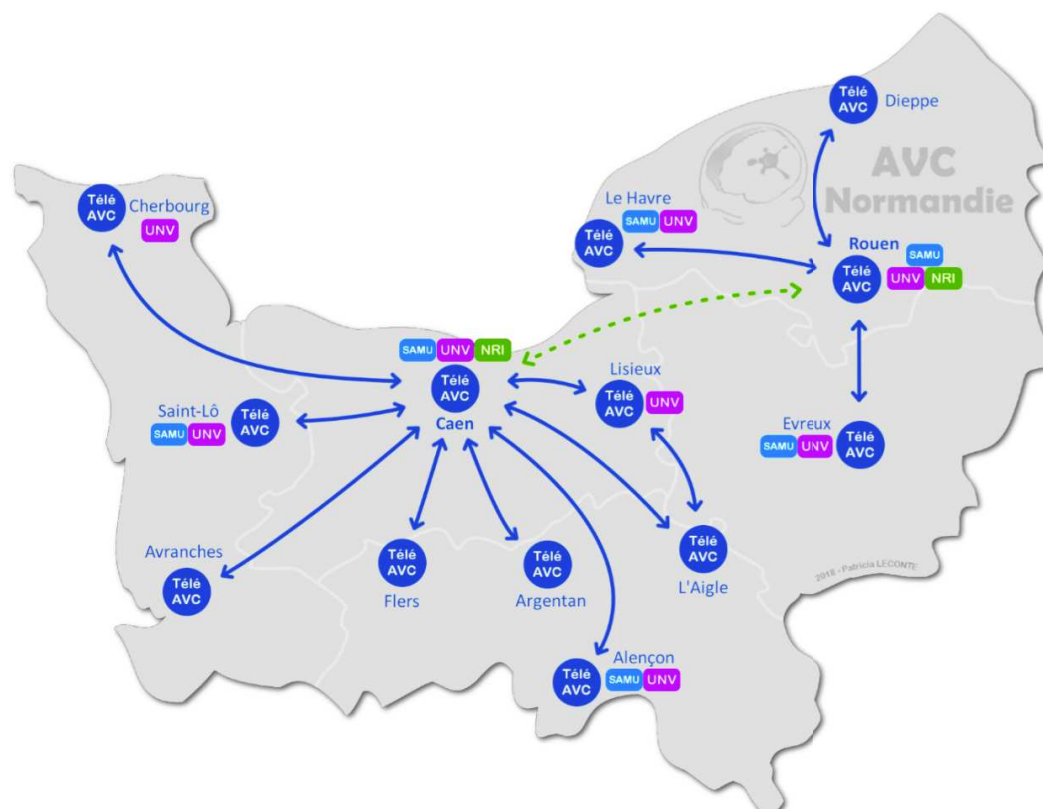 Télé
AVC
Dieppe
AVC
Normandie
Télé
AVC
Cherbourg
UNV
Le Havre
SAMU UNV
Télé
AVC
Rouen
SAMU
Télé
AVC
UNV NRI
SAMU UNV NRI
Télé
AVC
Caen
Lisieux
Télé
AVC
UNV
Saint-Lô
SAMU UNV
Télé
AVC
Evreux
SAMU UNV
Télé
AVC
Avranches
Télé
AVC
Télé
AVC
Flers
Télé
AVC
Argentan
Télé
AVC
L'Aigle
2018 - Patricia LECONTE
Alençon
Télé
AVC
SAMU UNV